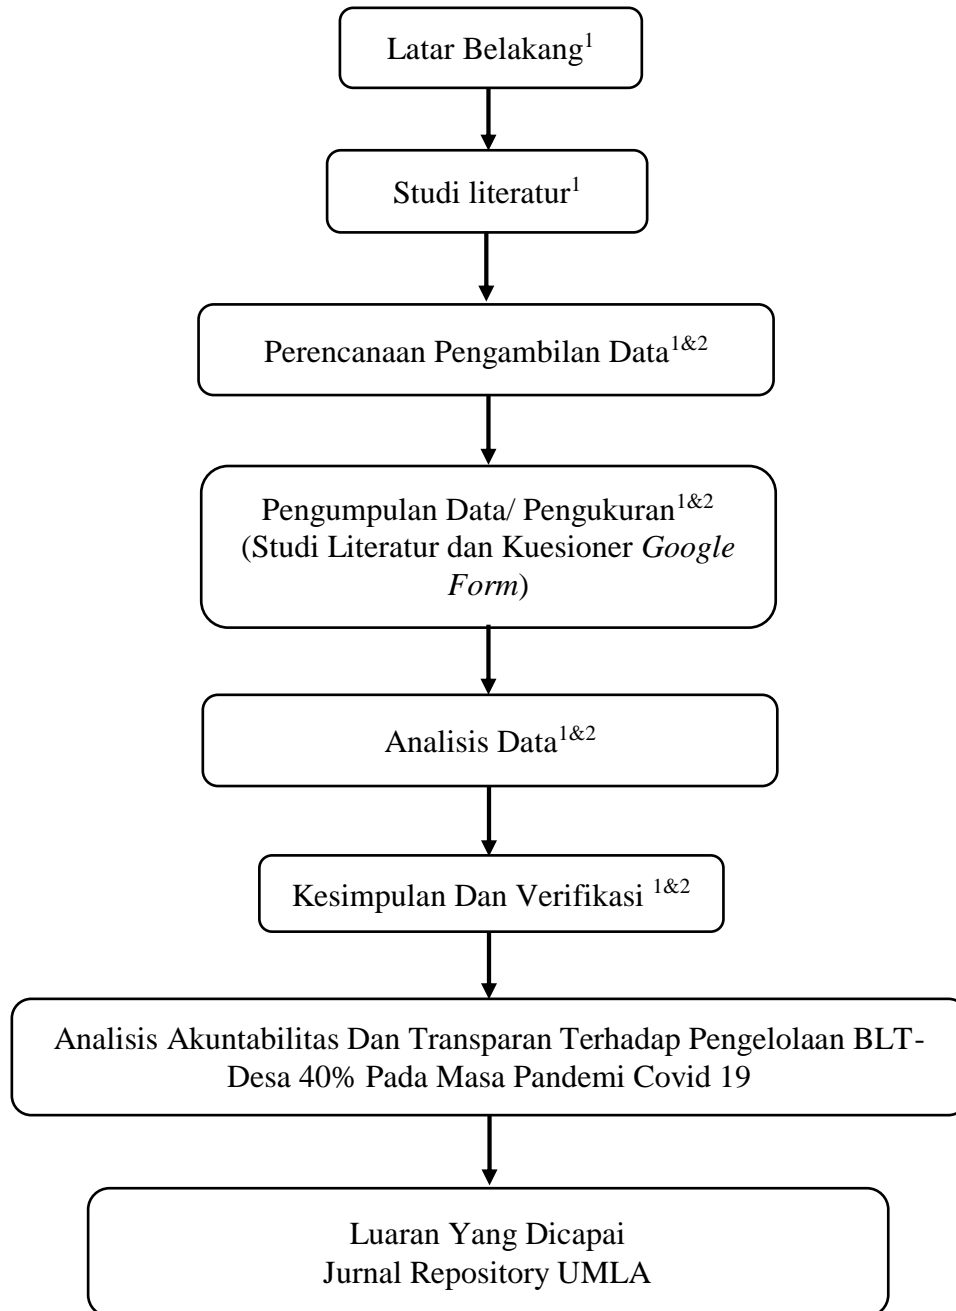 Latar Belakang1
Studi literatur1
Perencanaan Pengambilan Data1&2
Pengumpulan Data/ Pengukuran1&2
(Studi Literatur dan Kuesioner Google
Form)
Analisis Data1&2
Kesimpulan Dan Verifikasi 1&2
Analisis Akuntabilitas Dan Transparan Terhadap Pengelolaan BLT-
Desa 40% Pada Masa Pandemi Covid 19
Luaran Yang Dicapai
Jurnal Repository UMLA